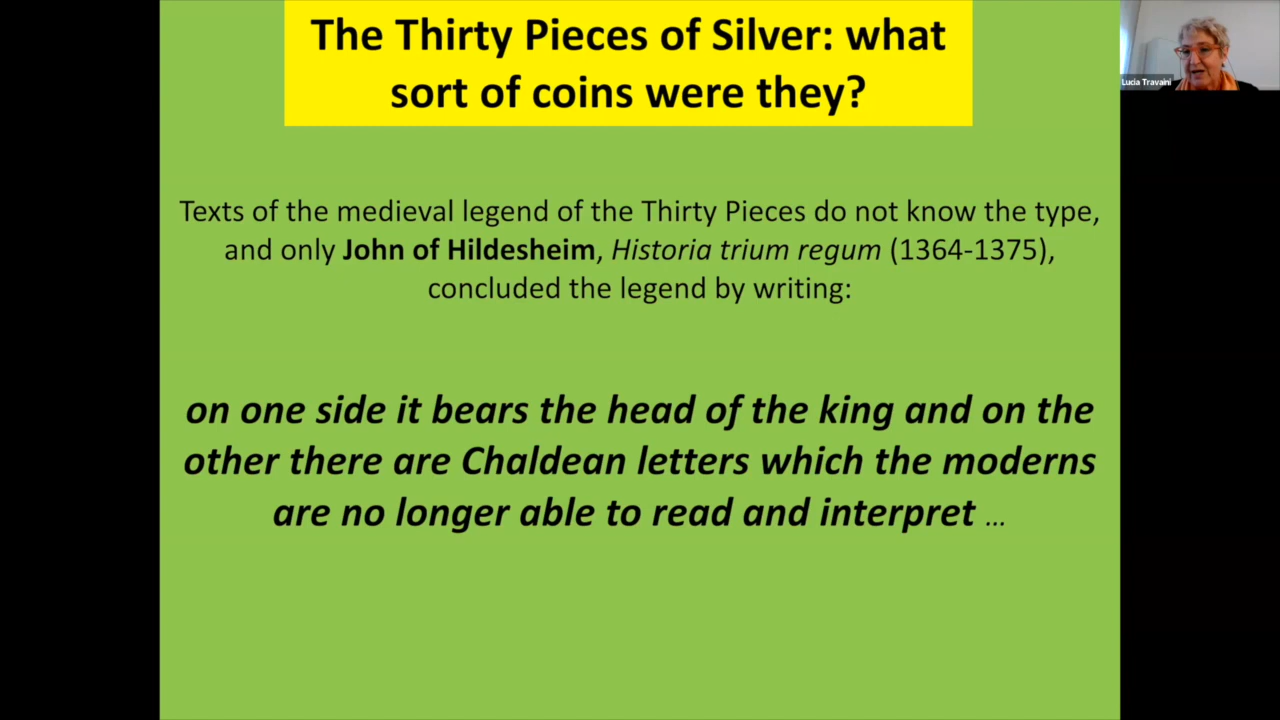 The Thirty Pieces of Silver: what
sort of coins were they?
Lucia Travaini
Texts of the medieval legend of the Thirty Pieces do not know the type,
and only John of Hildesheim, Historia trium regum (1364-1375),
concluded the legend by writing:
on one side it bears the head of the king and on the
other there are Chaldean letters which the moderns
are no longer able to read and interpret ...